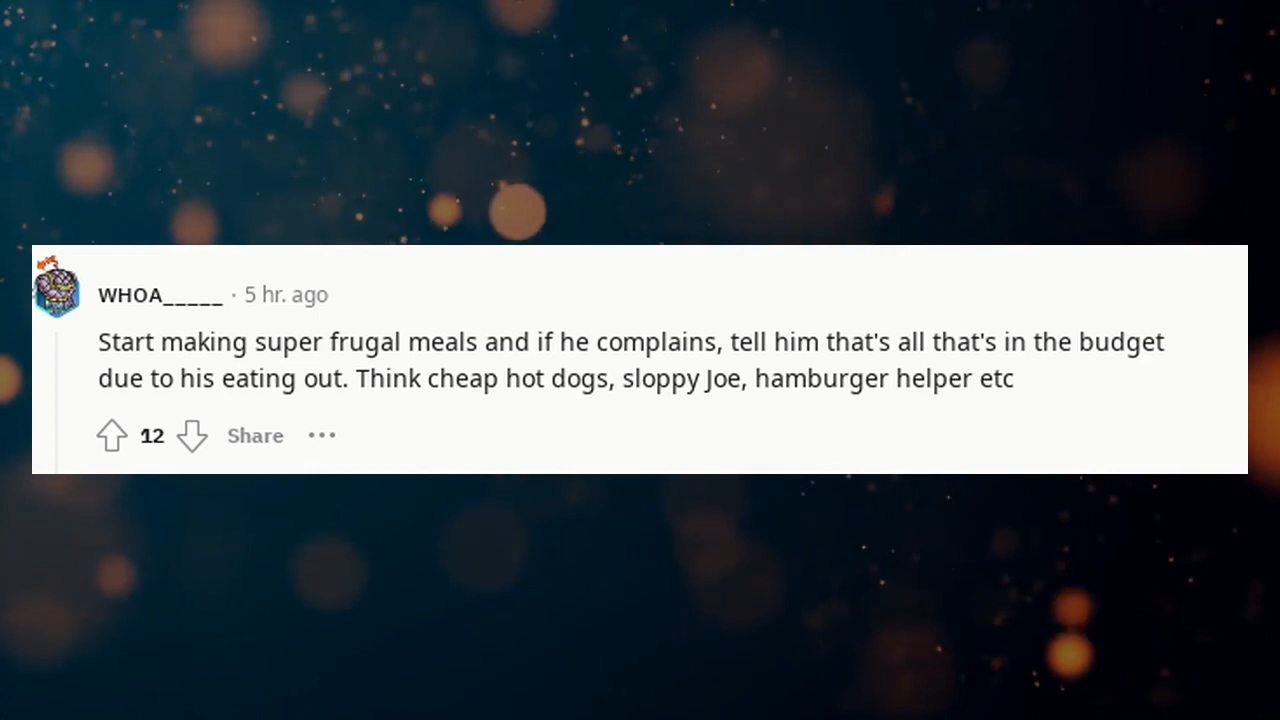 WHOA_____ · 5 hr. ago
Start making super frugal meals and if he complains, tell him that's all that's in the budget
due to his eating out. Think cheap hot dogs, sloppy Joe, hamburger helper etc
12 Share